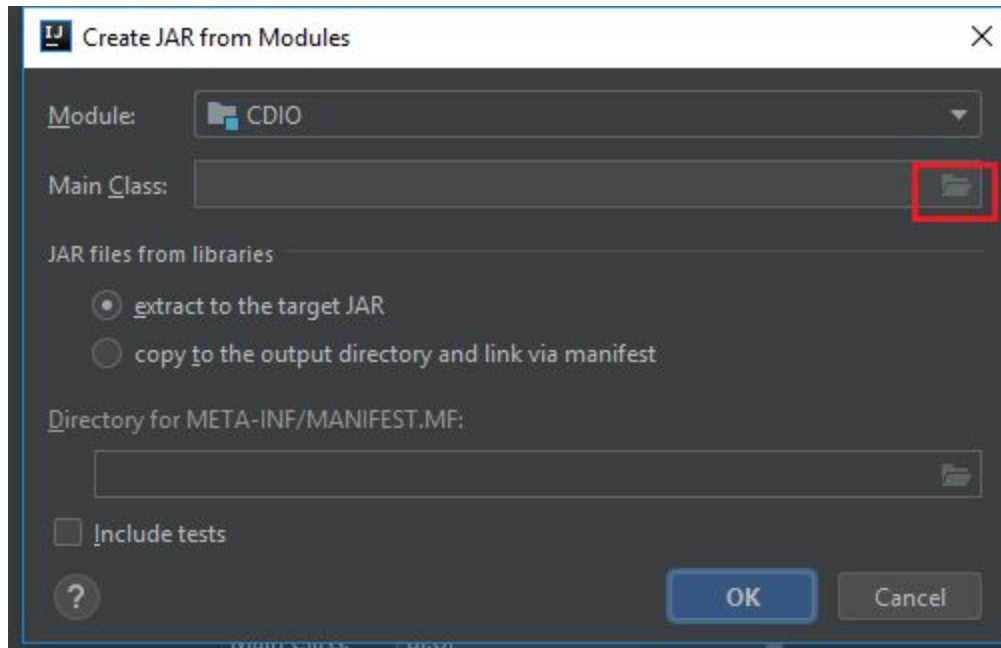 IJ
Create JAR from Modules
Module: CDIO
Main Class:
JAR files from libraries
extract to the target JAR
copy to the output directory and link via manifest
Directory for META-INF/MANIFEST.MF:
Include tests
? OK Cancel